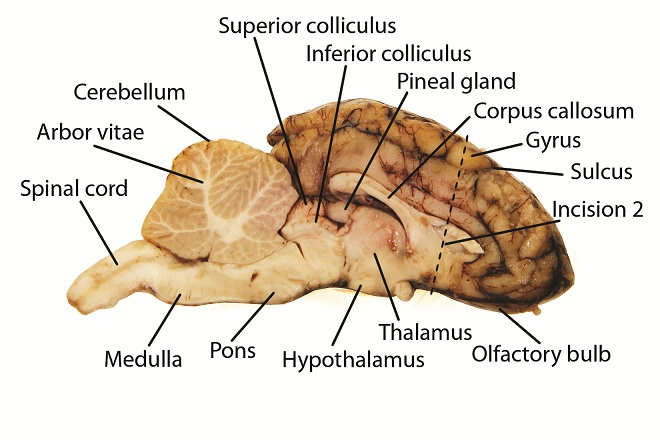 Superior colliculus
Inferior colliculus
Pineal gland
Cerebellum
Corpus callosum
Arbor vitae
Gyrus
Sulcus
Spinal cord
Incision 2
Thalamus
Medulla
Pons
Hypothalamus
Olfactory bulb